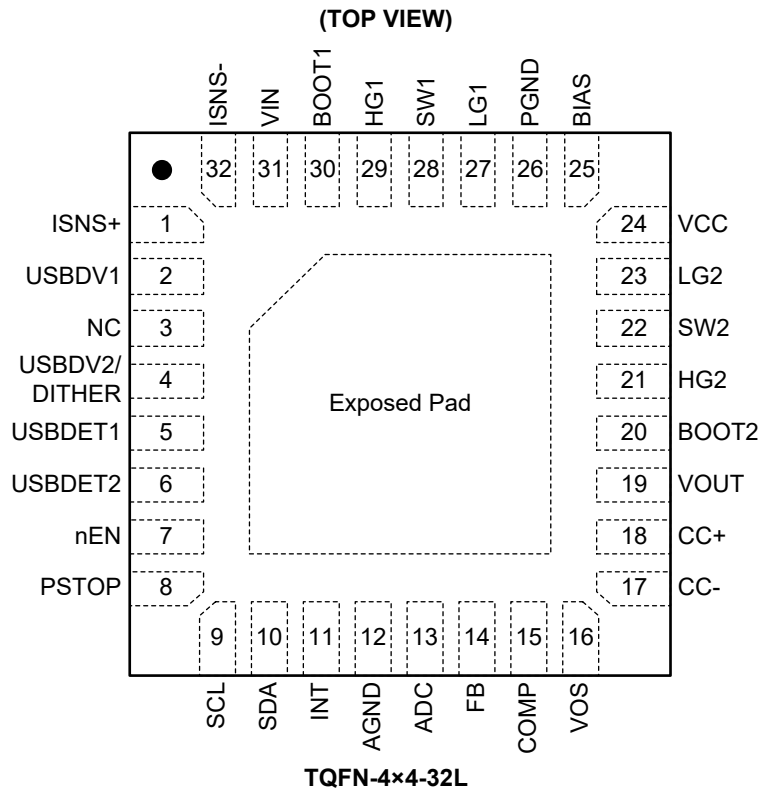 (TOP VIEW)
ISNS-
VIN
BOOT1
HG1
SW1
LG1
PGND
BIAS
32
31
30
29
28
27
26
25
ISNS+
1
USBDV1
2
NC
3
USBDV2/
DITHER
4
USBDET1
5
USBDET2
6
nEN
7
PSTOP
8
Exposed Pad
24
VCC
23
LG2
22
SW2
21
HG2
20
BOOT2
19
VOUT
18
CC+
17
CC-
9
10
11
12
13
14
15
16
SCL
SDA
INT
AGND
ADC
FB
COMP
VOS
TQFN-4×4-32L